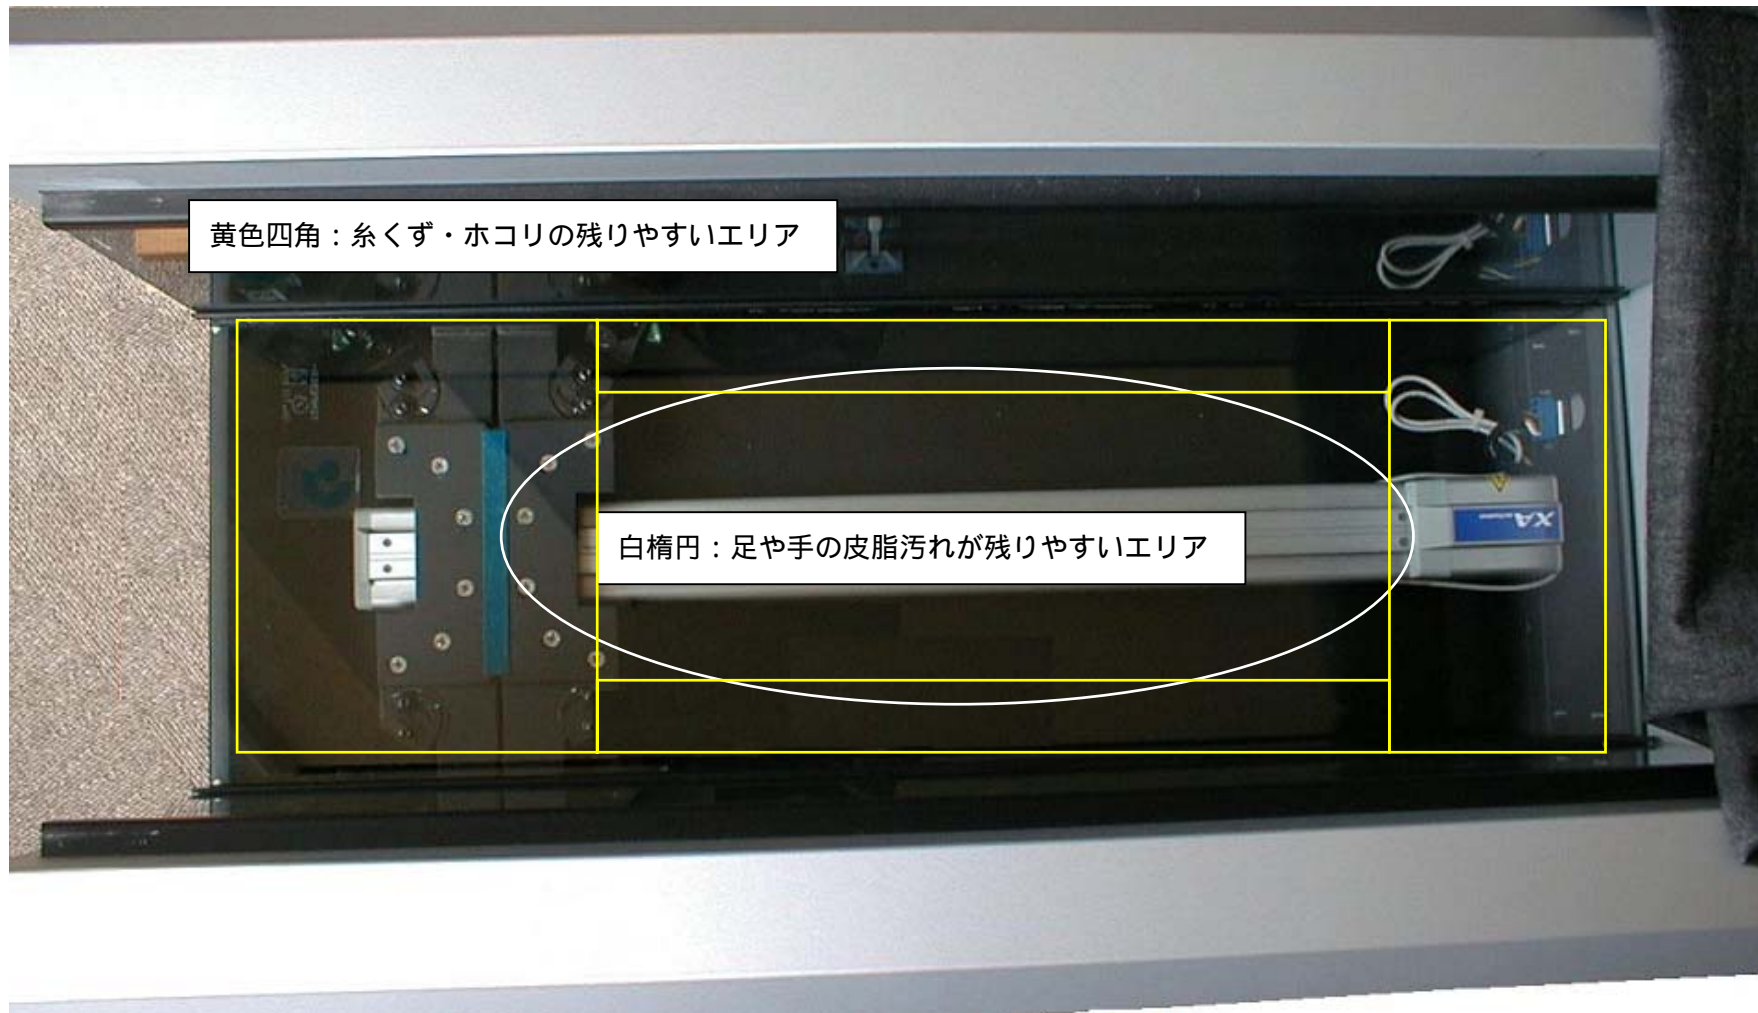 黄色四角：糸くず・ホコリの残りやすいエリア
白楕円：足や手の皮脂汚れが残りやすいエリア
XA